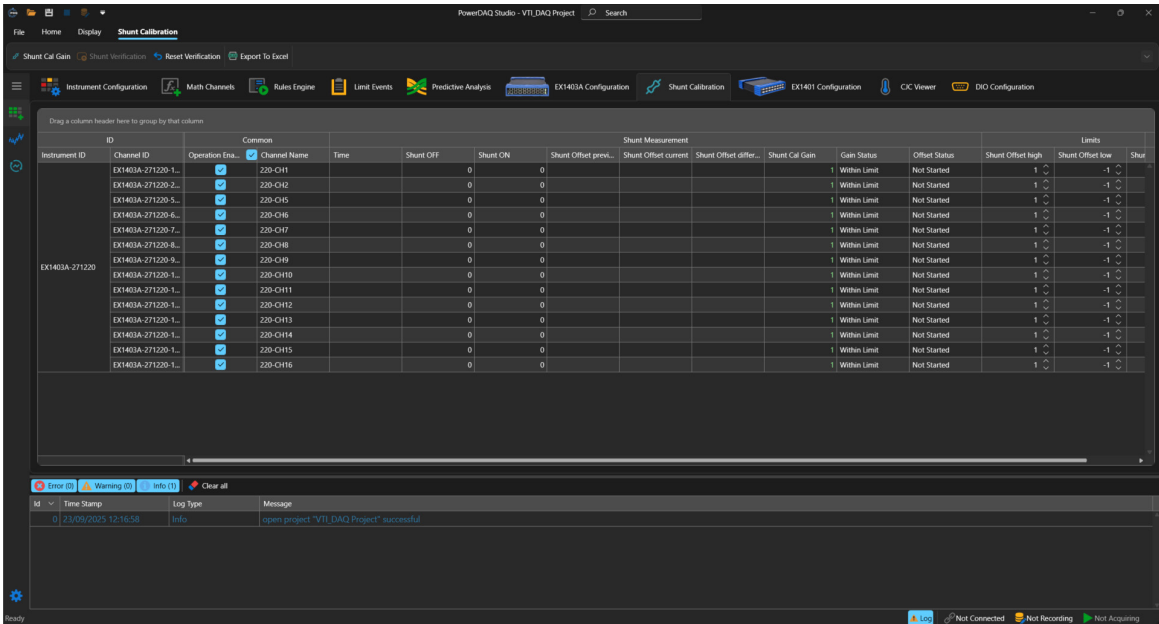 PowerDAQ Studio - VTI_DAQ Project Search
File Home Display Shunt Calibration
Shunt Cal Gain Shunt Verification Reset Verification Export To Excel
Instrument Configuration Math Channels Rules Engine Limit Events Predictive Analysis EX1403A Configuration Shunt Calibration EX1401 Configuration CJC Viewer DIO Configuration
Drag a column header here to group by that column
ID Common Shunt Measurement Limits
Instrument ID Channel ID Operation Ena... Channel Name Time Shunt OFF Shunt ON Shunt Offset previ... Shunt Offset current Shunt Offset differ... Shunt Cal Gain Gain Status Offset Status Shunt Offset high Shunt Offset low Shur
EX1403A-271220
EX1403A-271220-1... 220-CH1 0 0 1 Within Limit Not Started 1 -1
EX1403A-271220-2... 220-CH2 0 0 1 Within Limit Not Started 1 -1
EX1403A-271220-5... 220-CH5 0 0 1 Within Limit Not Started 1 -1
EX1403A-271220-6... 220-CH6 0 0 1 Within Limit Not Started 1 -1
EX1403A-271220-7... 220-CH7 0 0 1 Within Limit Not Started 1 -1
EX1403A-271220-8... 220-CH8 0 0 1 Within Limit Not Started 1 -1
EX1403A-271220-9... 220-CH9 0 0 1 Within Limit Not Started 1 -1
EX1403A-271220-1... 220-CH10 0 0 1 Within Limit Not Started 1 -1
EX1403A-271220-1... 220-CH11 0 0 1 Within Limit Not Started 1 -1
EX1403A-271220-1... 220-CH12 0 0 1 Within Limit Not Started 1 -1
EX1403A-271220-1... 220-CH13 0 0 1 Within Limit Not Started 1 -1
EX1403A-271220-1... 220-CH14 0 0 1 Within Limit Not Started 1 -1
EX1403A-271220-1... 220-CH15 0 0 1 Within Limit Not Started 1 -1
EX1403A-271220-1... 220-CH16 0 0 1 Within Limit Not Started 1 -1
Error (0) Warning (0) Info (1) Clear all
Id Time Stamp Log Type Message
0 23/09/2025 12:16:58 Info open project "VTI_DAQ Project" successful
Ready Log Not Connected Not Recording Not Acquiring